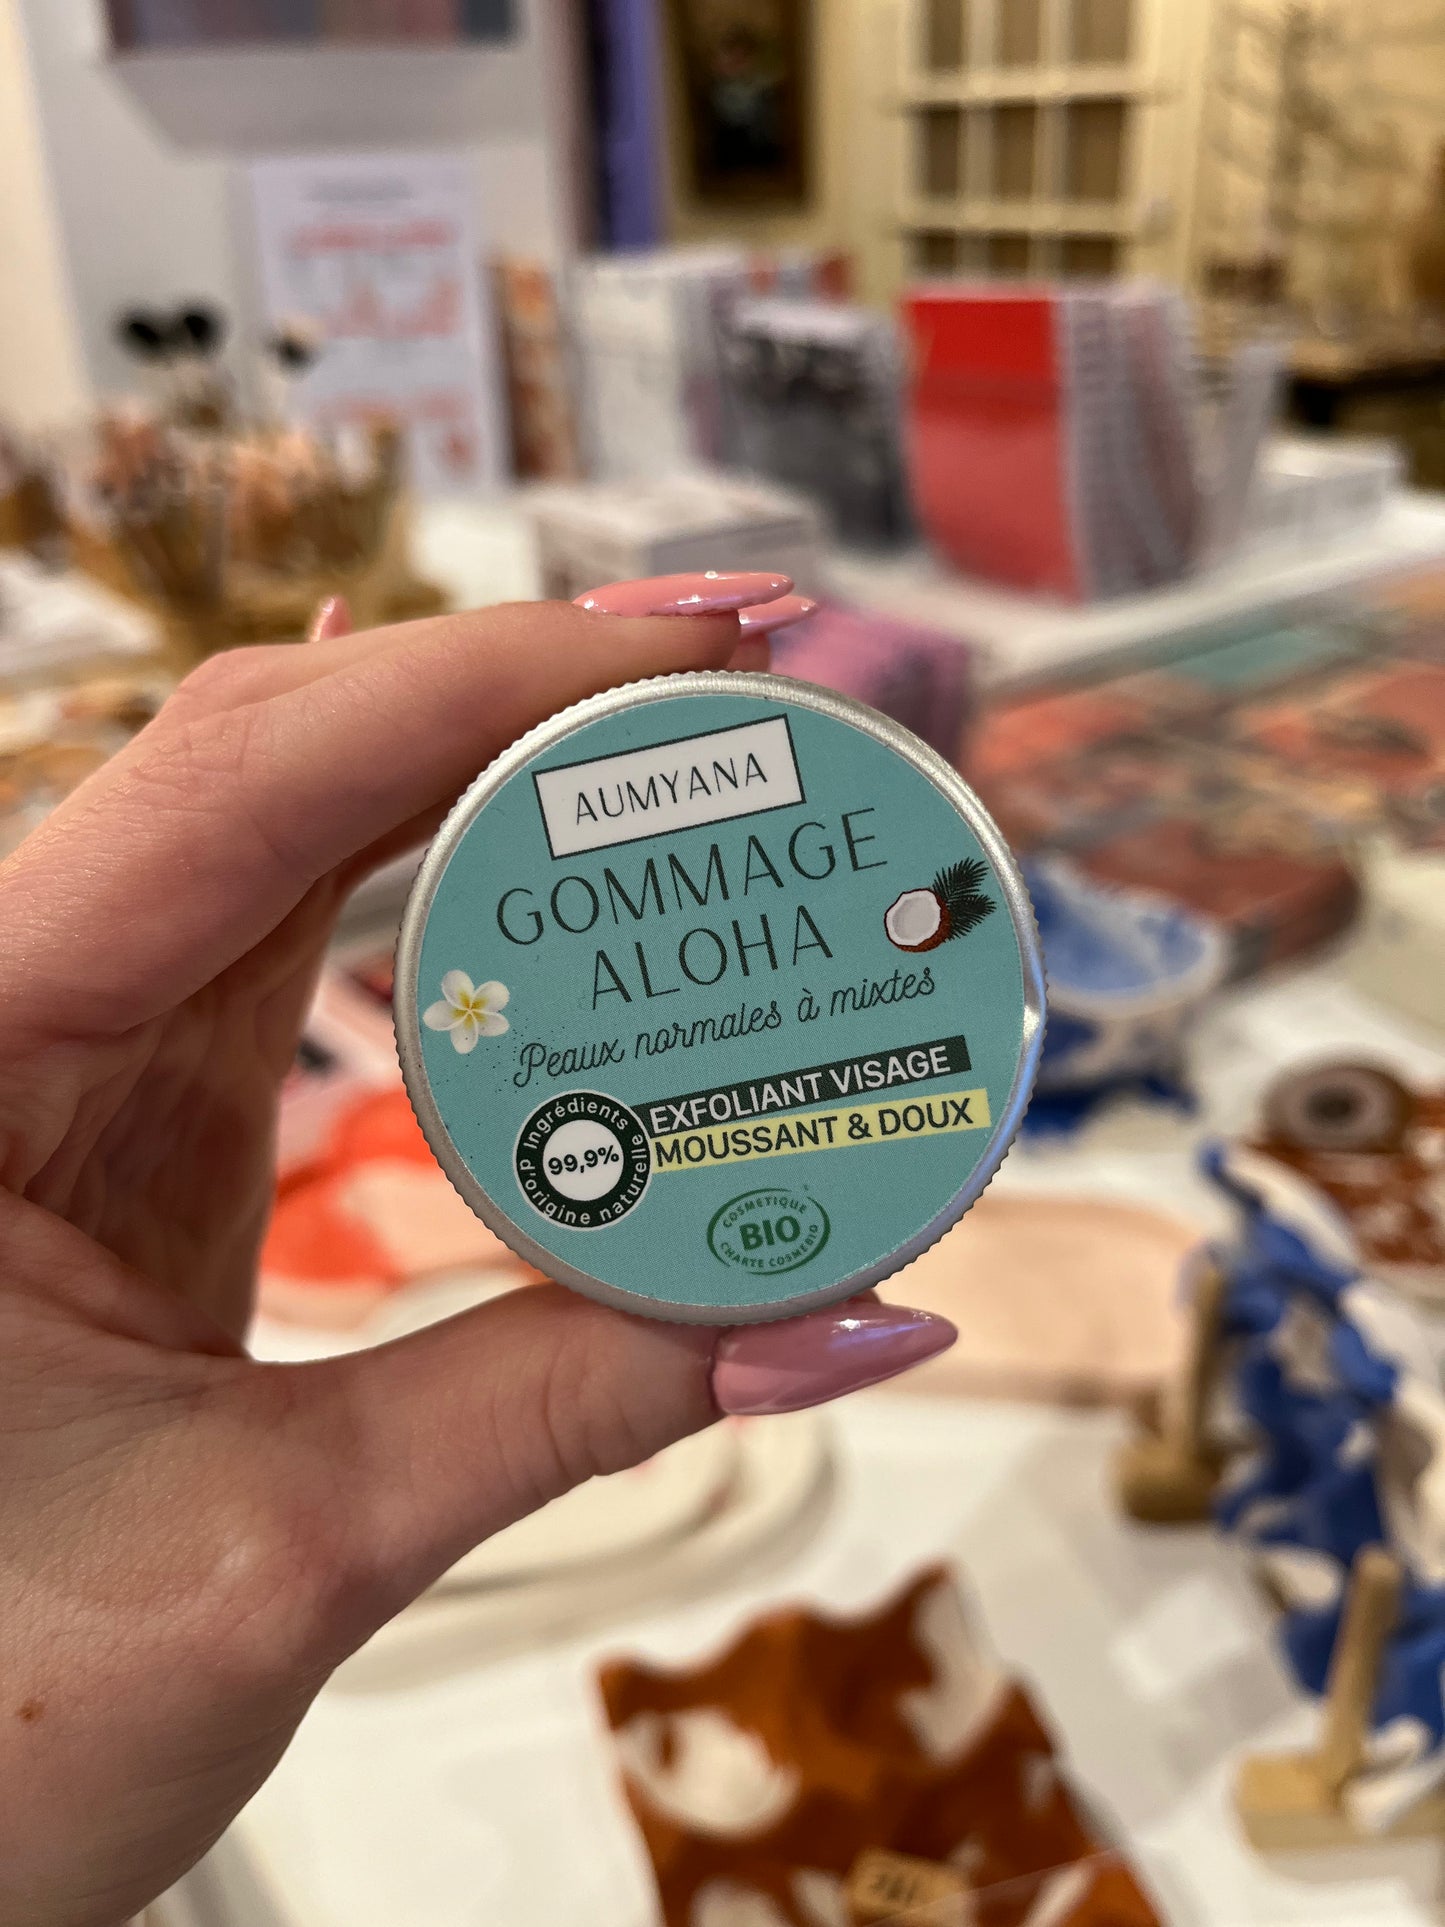 AUMYANA
GOMMAGE
ALOHA
Peaux normales à mixtes
EXFOLIANT VISAGE
MOUSSANT & DOUX
99,9%
d'origine naturelle
Ingrédients
COSMETIQUE
BIO
CHARTE COSMEBIO